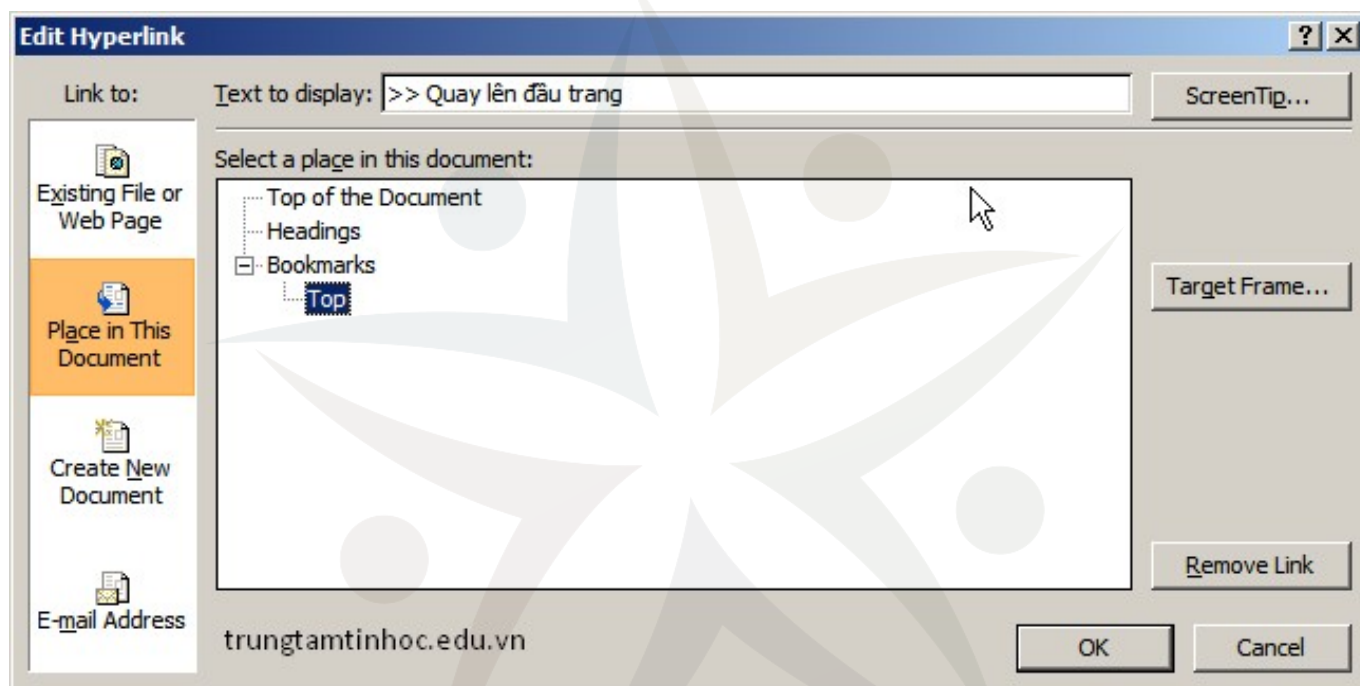 Edit Hyperlink
Link to:
Text to display:
>> Quay lên đầu trang
ScreenTip...
Existing File or
Web Page
Place in This
Document
Create New
Document
E-mail Address
Select a place in this document:
Top of the Document
Headings
Bookmarks
Top
Target Frame...
Remove Link
trungtamtinhoc.edu.vn
OK
Cancel